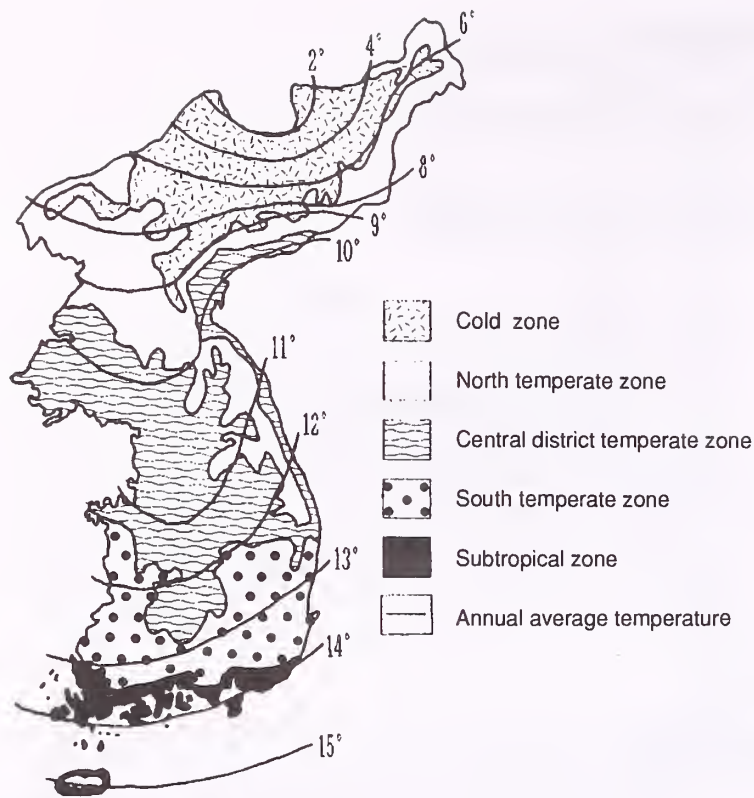 2°
4°
6°
8°
9°
10°
11°
12°
13°
14°
15°
Cold zone
North temperate zone
Central district temperate zone
South temperate zone
Subtropical zone
Annual average temperature